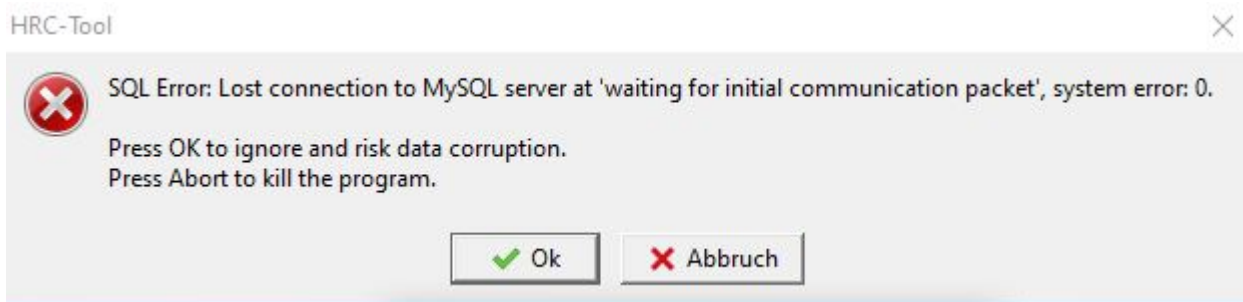 HRC-Tool
SQL Error: Lost connection to MySQL server at 'waiting for initial communication packet', system error: 0.
Press OK to ignore and risk data corruption.
Press Abort to kill the program.
Ok
Abbruch